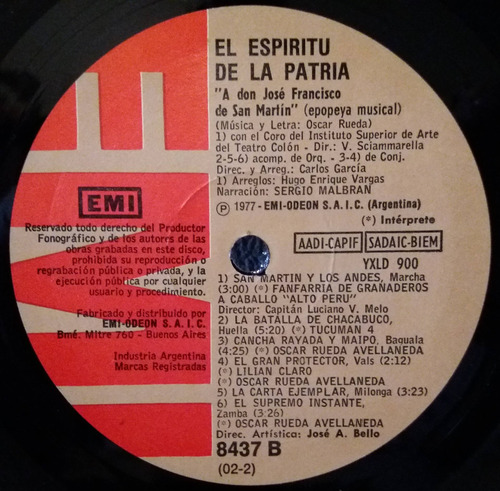 EL ESPIRITU
DE LA PATRIA
"A don José Francisco
de San Martín" (epopeya musical)
(Música y Letra: Oscar Rueda)
1) con el Coro del Instituto Superior de Arte
del Teatro Colón - Dir.: V. Sciammarella
2-5-6) acomp. de Orq. - 3-4) de Conj.
Direc. y Arreg.: Carlos García
1) Arreglos: Hugo Enrique Vargas
Narración: SERGIO MALBRAN
Ⓟ 1977 - EMI-ODEON S. A. I. C. (Argentina)
(*) Intérprete
EMI
Reservado todo derecho del Productor
Fonográfico y de los autorrs de las
obras grabadas en este disco,
prohibida su reproducción o
regrabación pública o privada, y la
ejecución pública por cualquier
usuario y procedimiento.
Fabricado y distribuido por
EMI-ODEON S. A. I. C.
Bmé. Mitre 760 - Buenos Aires
Industria Argentina
Marcas Registradas
AADI-CAPIF SADAIC-BIEM
YXLD 900
1) SAN MARTIN Y LOS ANDES, Marcha
(3:00) (*) FANFARRIA DE GRANADEROS
A CABALLO "ALTO PERU"
Director: Capitán Luciano V. Melo
2) LA BATALLA DE CHACABUCO,
Huella (5:20) (*) TUCUMAN 4
3) CANCHA RAYADA Y MAIPO, Baguala
(4:25) (*) OSCAR RUEDA AVELLANEDA
4) EL GRAN PROTECTOR, Vals (2:12)
(*) LILIAN CLARO
(*) OSCAR RUEDA AVELLANEDA
5) LA CARTA EJEMPLAR, Milonga (3:23)
6) EL SUPREMO INSTANTE,
Zamba (3:26)
(*) OSCAR RUEDA AVELLANEDA
Direc. Artística: José A. Bello
8437 B
(02-2)